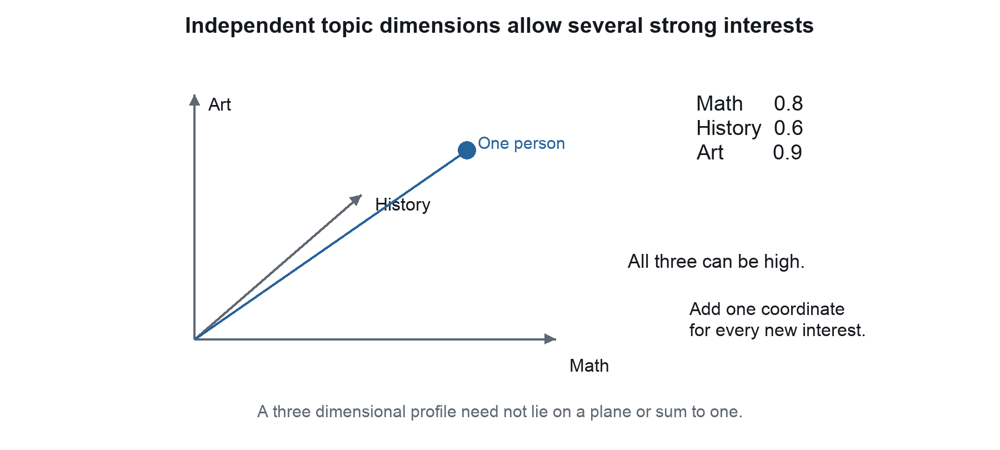 Independent topic dimensions allow several strong interests
Art
One person
History
Math
Math 0.8
History 0.6
Art 0.9
All three can be high.
Add one coordinate
for every new interest.
A three dimensional profile need not lie on a plane or sum to one.